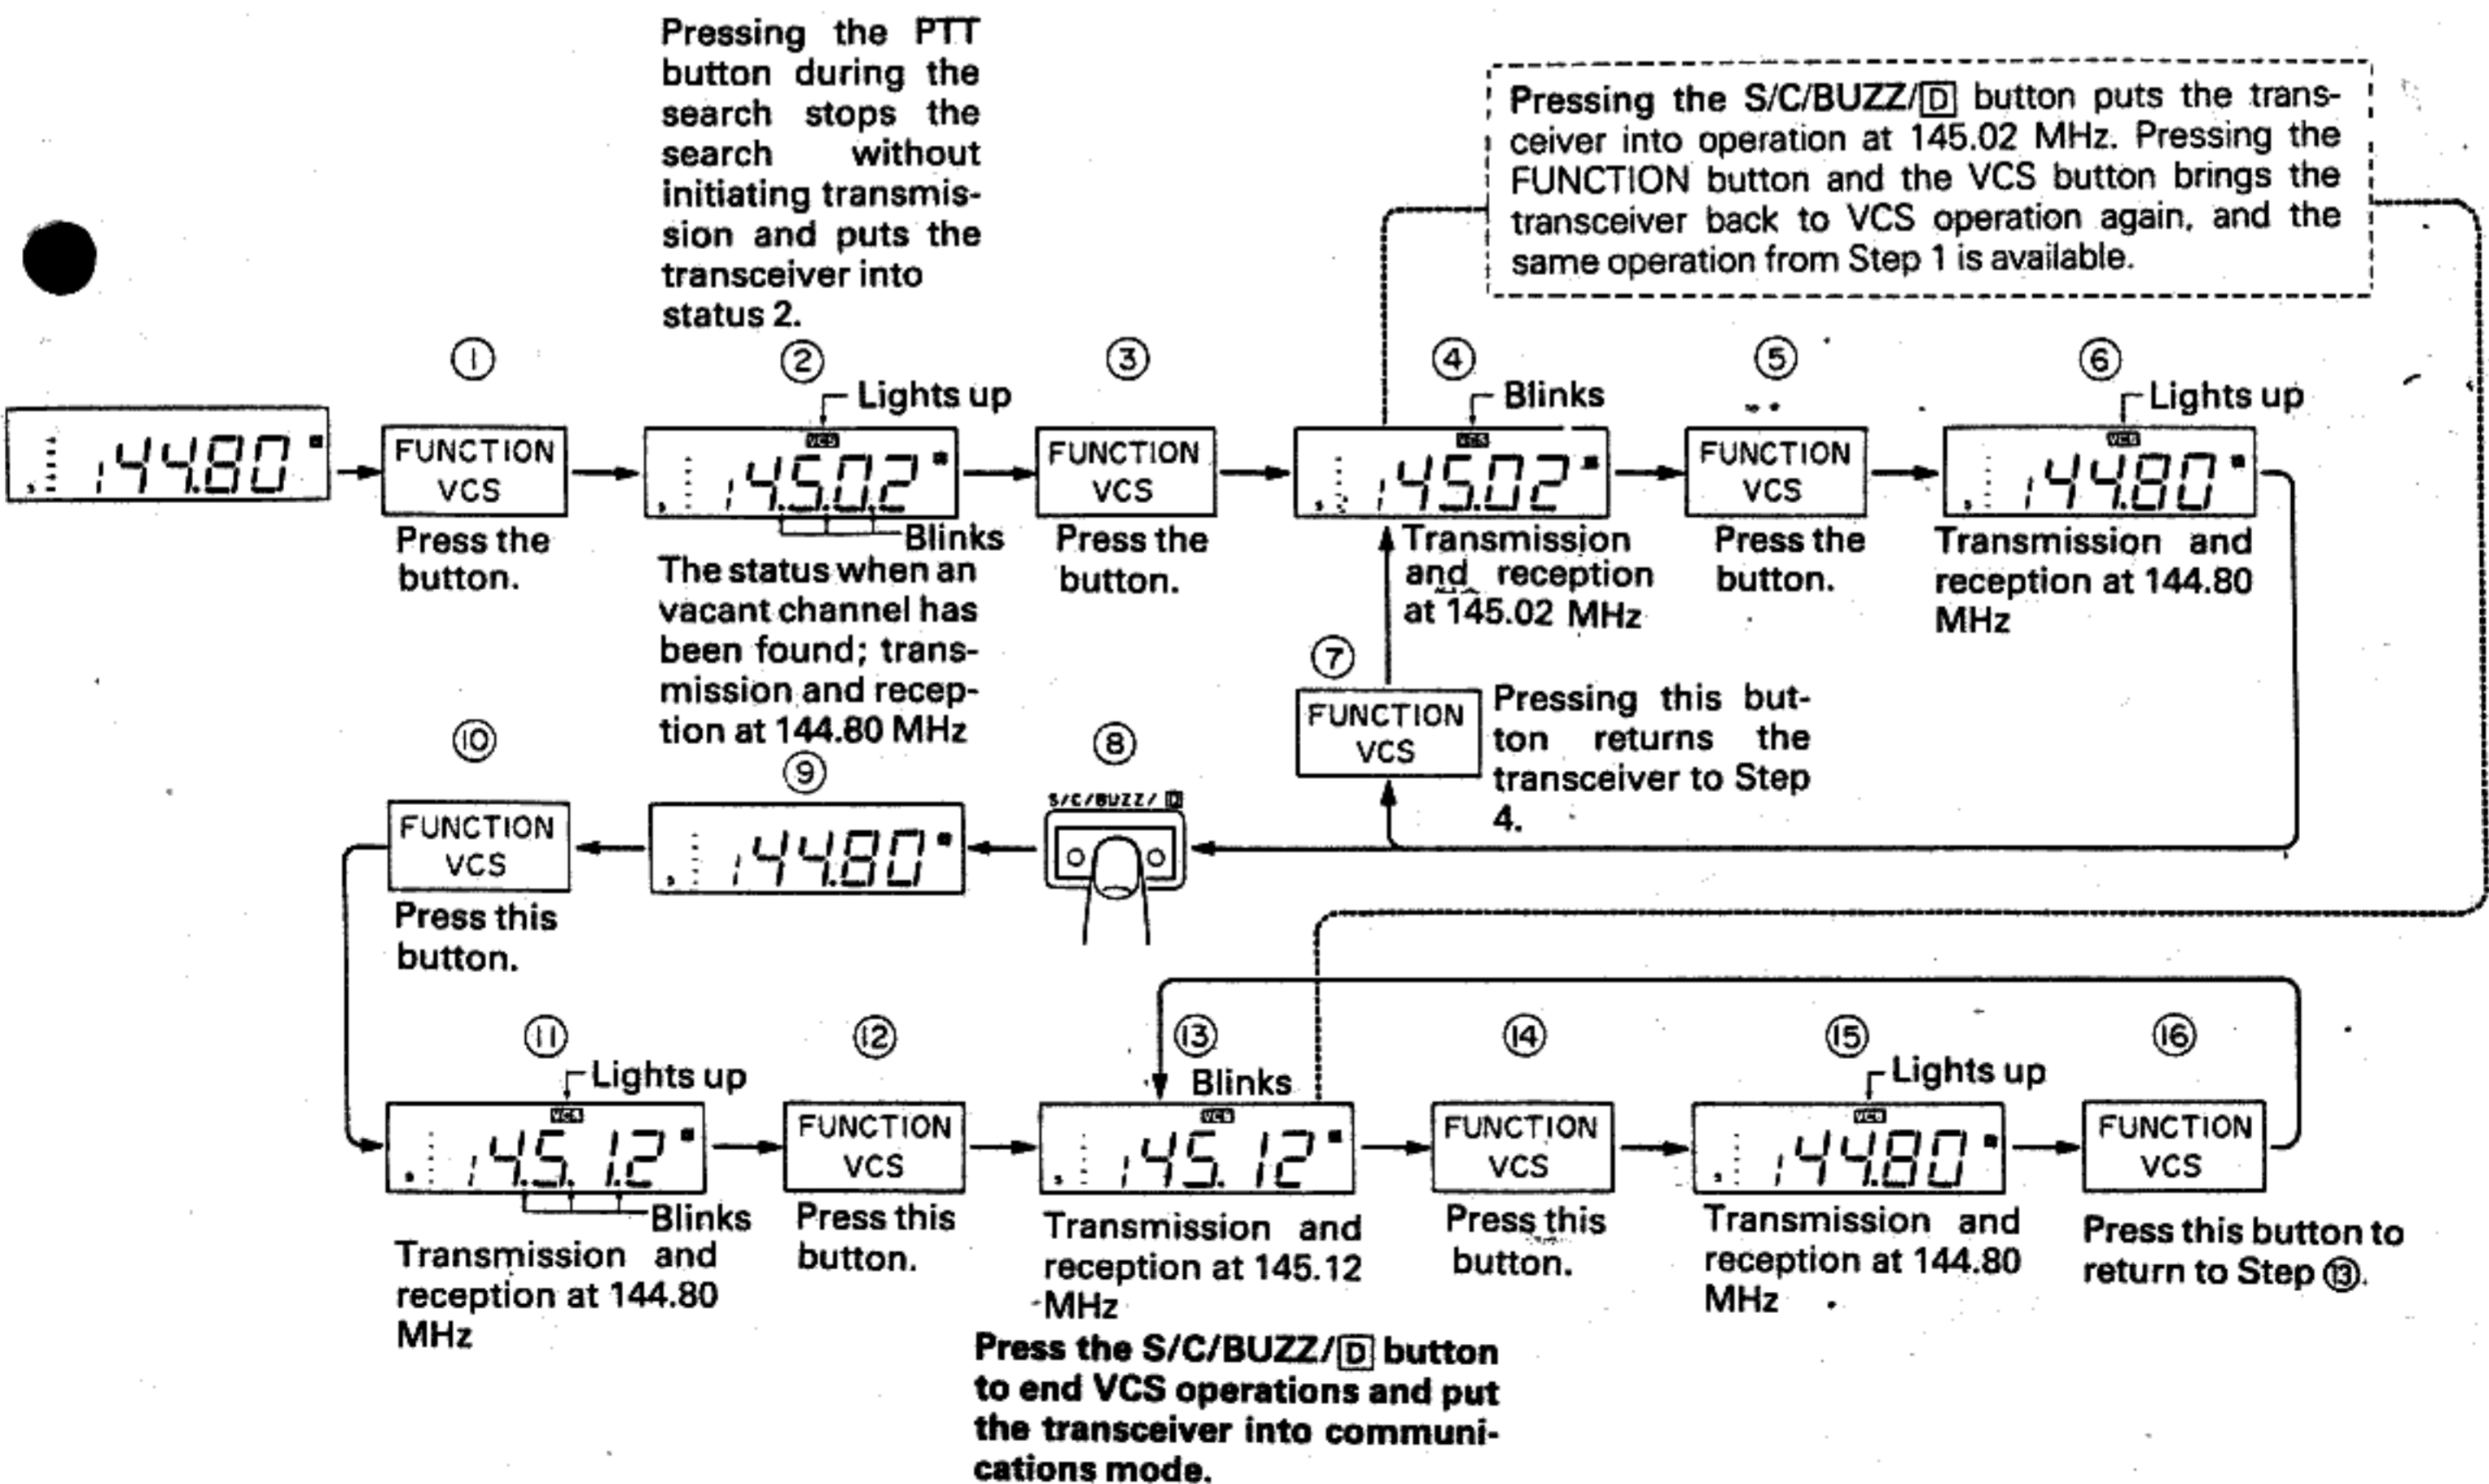 Pressing the PTT
button during the
search stops the
search without
initiating transmis-
sion and puts the
transceiver into
status 2.
Pressing the S/C/BUZZ/D button puts the trans-
ceiver into operation at 145.02 MHz. Pressing the
FUNCTION button and the VCS button brings the
transceiver back to VCS operation again, and the
same operation from Step 1 is available.
144.80
①
FUNCTION
VCS
Press the
button.
②
Lights up
VCS
145.02
Blinks
The status when an
vacant channel has
been found; trans-
mission and recep-
tion at 144.80 MHz
③
FUNCTION
VCS
Press the
button.
④
Blinks
VCS
145.02
Transmission
and reception
at 145.02 MHz
⑤
FUNCTION
VCS
Press the
button.
⑥
Lights up
VCS
144.80
Transmission and
reception at 144.80
MHz
⑦
FUNCTION
VCS
Pressing this but-
ton returns the
transceiver to Step
4.
⑧
S/C/BUZZ/D
⑨
144.80
⑩
FUNCTION
VCS
Press this
button.
⑪
Lights up
VCS
145.12
Blinks
Transmission and
reception at 144.80
MHz
⑫
FUNCTION
VCS
Press this
button.
⑬
Blinks
VCS
145.12
Transmission and
reception at 145.12
MHz
Press the S/C/BUZZ/D button
to end VCS operations and put
the transceiver into communi-
cations mode.
⑭
FUNCTION
VCS
Press this
button.
⑮
Lights up
VCS
144.80
Transmission and
reception at 144.80
MHz
⑯
FUNCTION
VCS
Press this button to
return to Step ⑬.